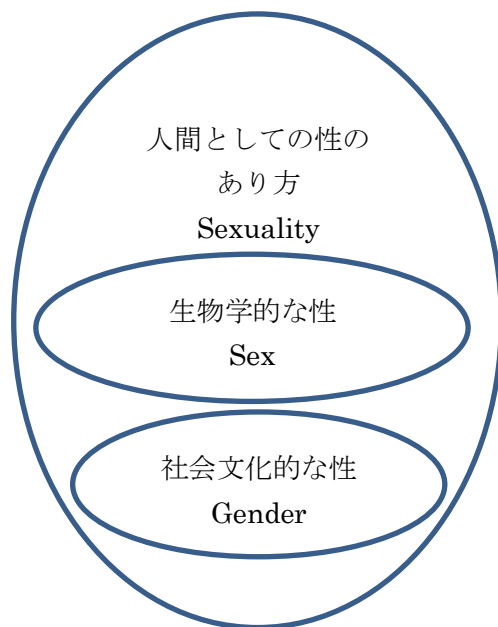 人間としての性の
あり方
Sexuality
生物学的な性
Sex
社会文化的な性
Gender